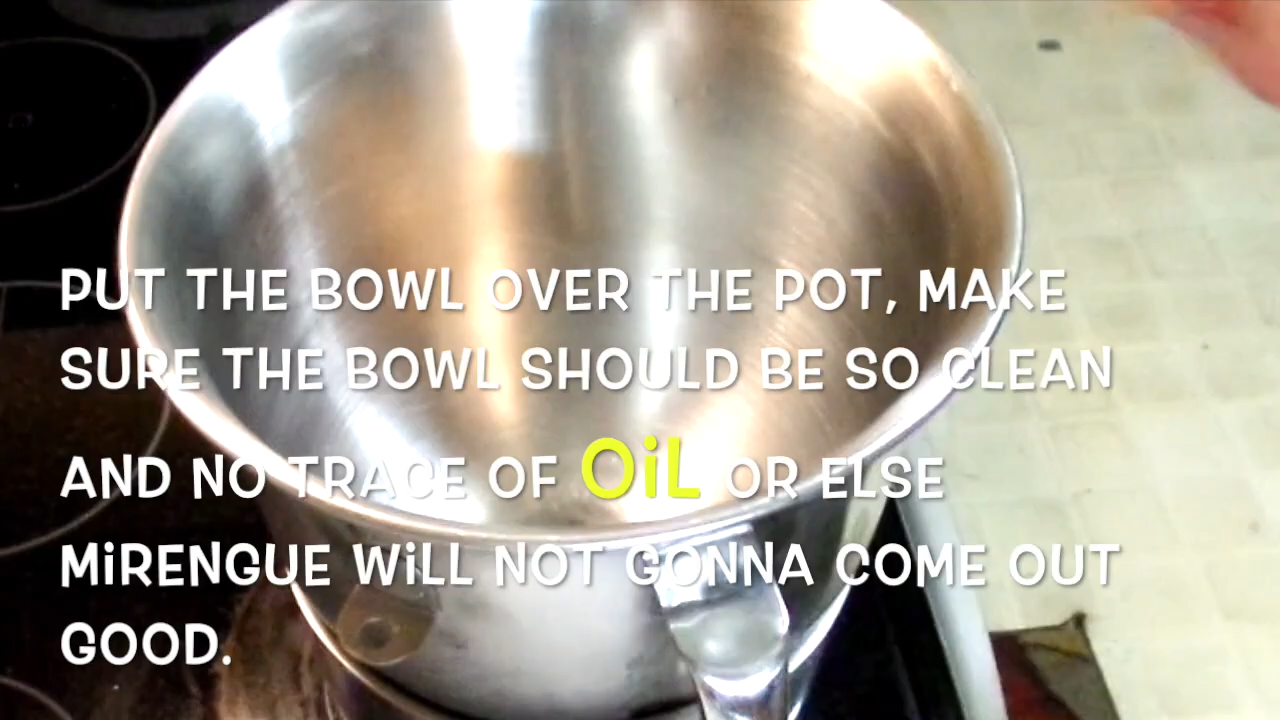 PUT THE BOWL OVER THE POT, MAKE
SURE THE BOWL SHOULD BE SO CLEAN
AND NO TRACE OF OiL OR ELSE
MiRENGUE WiLL NOT GONNA COME OUT
GOOD.